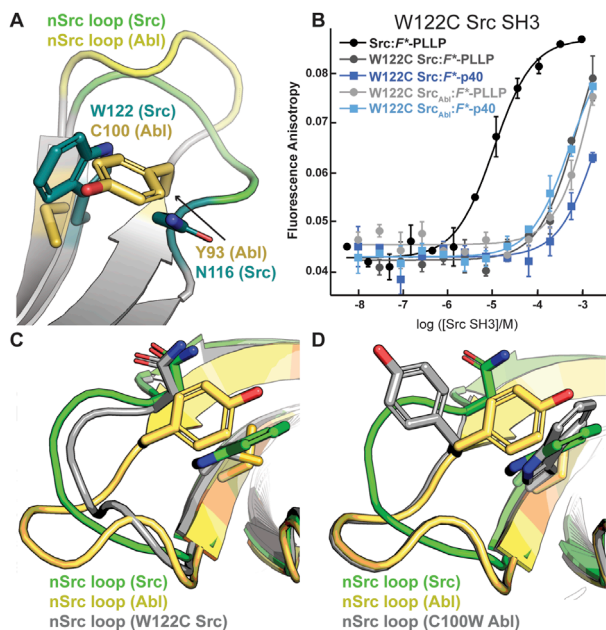 A
nSrc loop (Src)
nSrc loop (Abl)
W122 (Src)
C100 (Abl)
Y93 (Abl)
N116 (Src)
B
W122C Src SH3
Src:F*-PLLP
W122C Src:F*-PLLP
W122C Src:F*-p40
W122C SrcAbl:F*-PLLP
W122C SrcAbl:F*-p40
Fluorescence Anisotropy
0.08
0.07
0.06
0.05
0.04
-8 -7 -6 -5 -4 -3
log ([Src SH3]/M)
C
nSrc loop (Src)
nSrc loop (Abl)
nSrc loop (W122C Src)
D
nSrc loop (Src)
nSrc loop (Abl)
nSrc loop (C100W Abl)